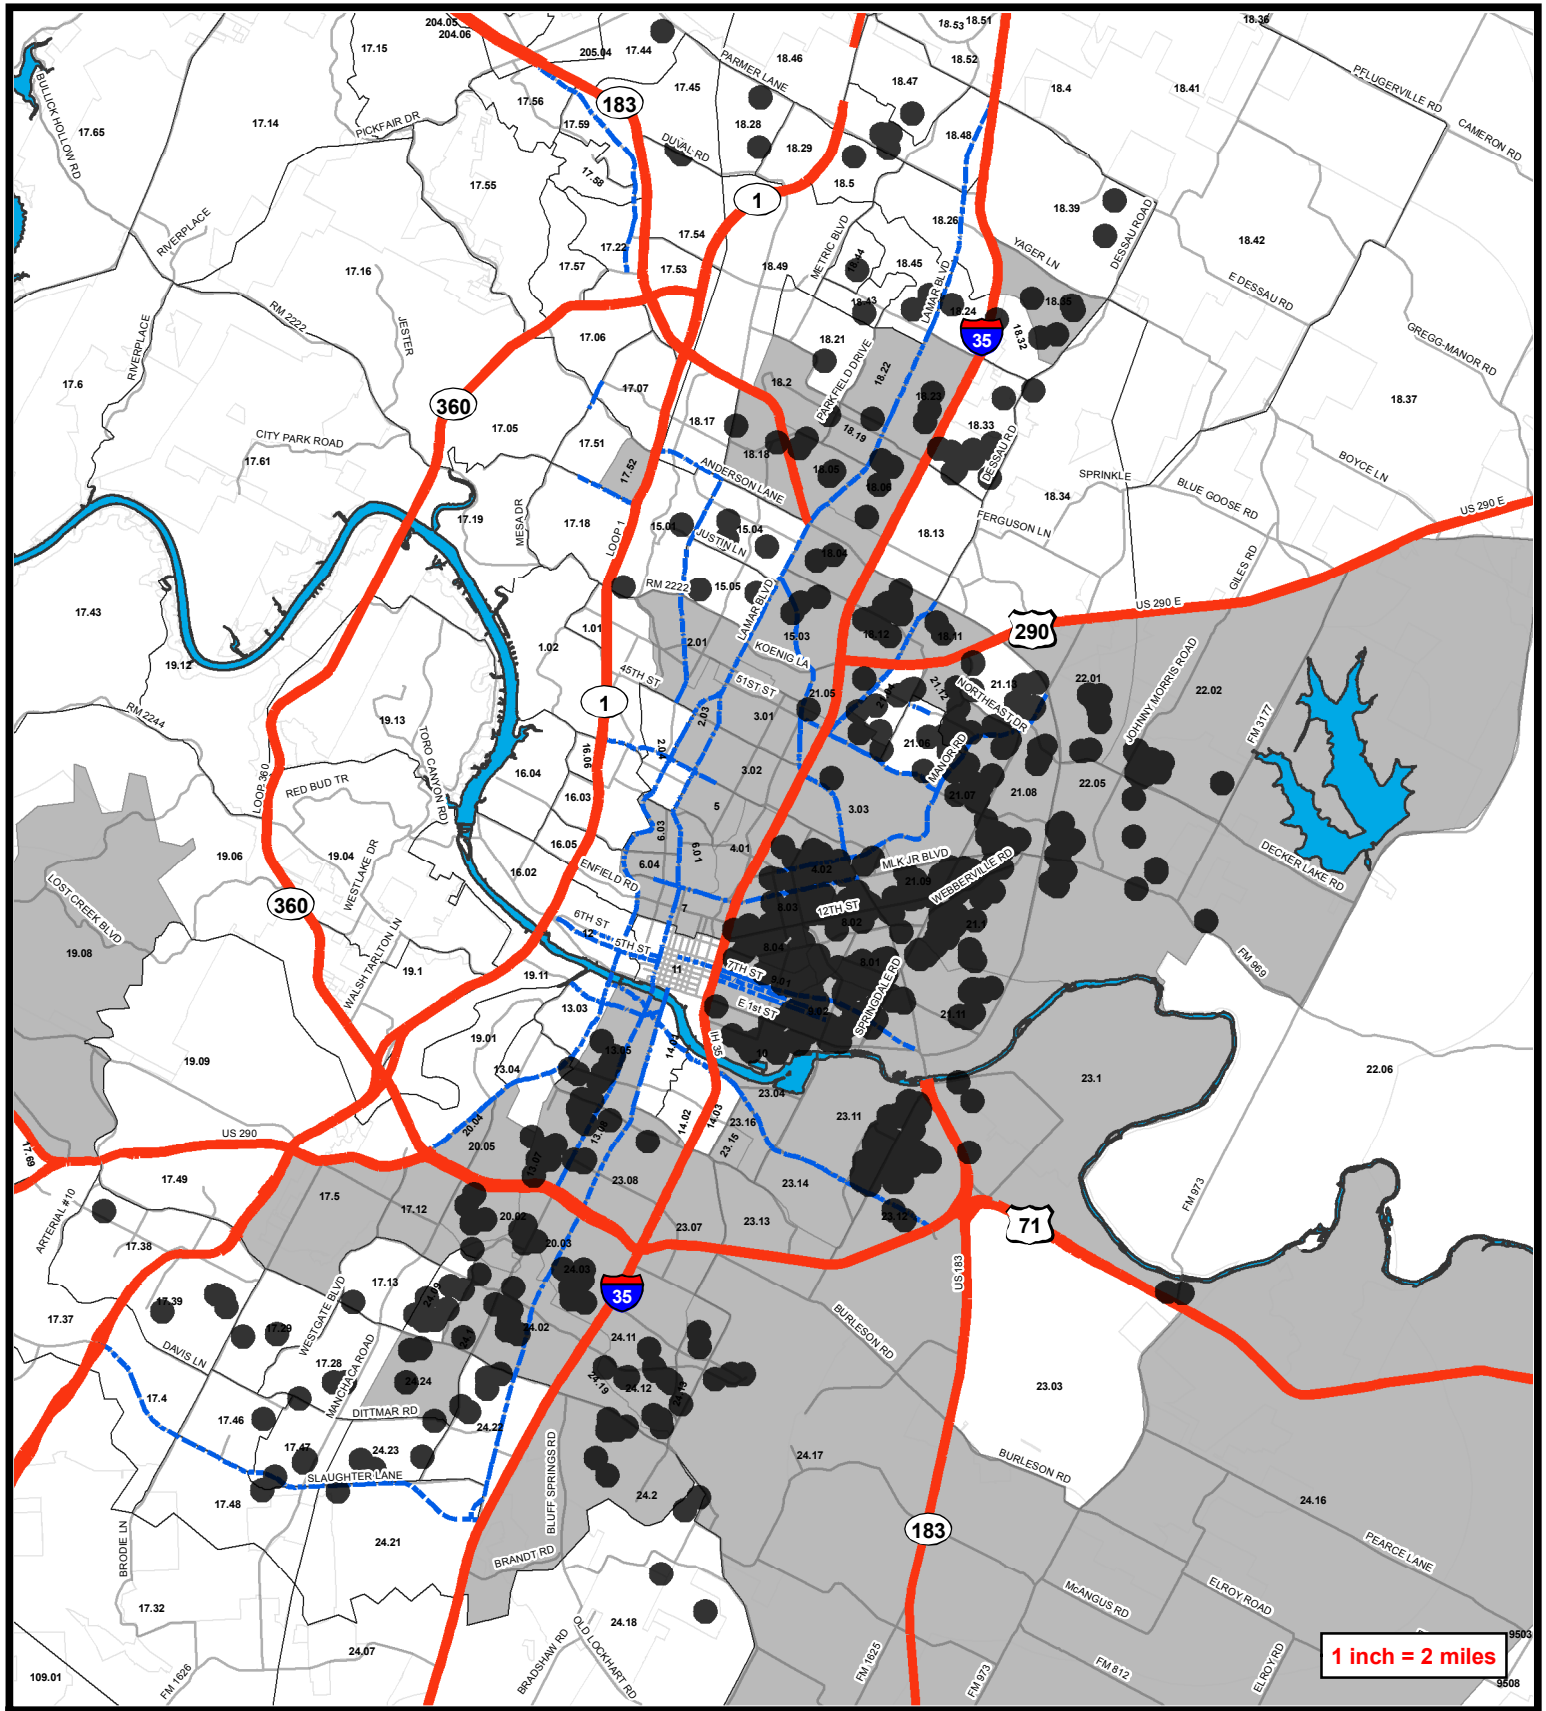 204.05
204.06
17.15
205.04
17.44
18.46
18.53
18.51
18.36
PARMER LANE
18.52
18.47
18.4
18.41
PFLUGERVILLE RD
BULLICK HOLLOW RD
17.45
17.56
183
17.65
17.14
PICKFAIR DR
17.59
DUVAL RD
18.28
18.29
18.48
CAMERON RD
17.58
17.55
18.5
1
18.39
DESSAU ROAD
RIVERPLACE
17.54
17.22
METRIC BLVD
18.26
YAGER LN
18.42
17.16
17.57
17.53
18.49
18.44
18.45
LAMAR BLVD
E DESSAU RD
RM 2222
JESTER
RIVERPLACE
17.06
18.43
18.24
18.35
18.32
35
18.21
GREGG-MANOR RD
17.6
17.07
18.2
PARKFIELD DRIVE
18.22
360
18.23
18.37
17.05
18.17
18.19
18.33
CITY PARK ROAD
17.61
17.51
17.52
18.18
ANDERSON LANE
18.05
18.06
DESSAU RD
SPRINKLE
BLUE GOOSE RD
BOYCE LN
18.34
US 290 E
17.19
MESA DR
17.18
LOOP 1
15.01
15.04
JUSTIN LN
18.13
FERGUSON LN
18.04
GILES RD
17.43
RM 2222
15.05
LAMAR BLVD
US 290 E
290
1.01
2.01
15.03
KOENIG LA
18.12
18.11
1.02
19.12
45TH ST
51ST ST
21.05
21.12
NORTHEAST DR
21.13
22.01
JOHNNY MORRIS ROAD
22.02
RM 2244
1
2.03
3.01
FM 3177
19.13
TORO CANYON RD
2.04
21.06
MANOR RD
16.06
16.04
3.02
LOOP 360
RED BUD TR
16.03
5
3.03
21.07
21.08
22.05
6.03
6.01
4.01
19.06
19.04
WESTLAKE DR
16.05
16.02
ENFIELD RD
6.04
4.02
MLK JR BLVD
21.09
WEBBERVILLE RD
DECKER LAKE RD
LOST CREEK BLVD
360
7
8.03
12TH ST
8.02
21.1
19.08
WALSH TARLTON LN
6TH ST
12
5TH ST
8.04
8.01
FM 969
19.1
19.11
11
7TH ST
9.01
SPRINGDALE RD
13.03
E 1st ST
9.02
21.11
19.01
IH 35
14.01
10
13.05
19.09
13.04
23.04
23.1
22.06
20.04
14.02
14.03
23.16
23.11
US 290
20.05
13.08
23.15
17.69
13.07
17.49
17.5
23.08
23.14
ARTERIAL #10
17.12
20.02
23.12
FM 973
17.38
20.03
23.07
23.13
71
17.13
24.03
US 183
17.39
WESTGATE BLVD
24.09
35
17.37
17.29
24.1
24.02
24.11
BURLESON RD
DAVIS LN
17.28
MANCHACA ROAD
24.19
24.12
24.13
23.03
17.4
24.24
DITTMAR RD
17.46
24.22
17.47
24.23
BLUFF SPRINGS RD
24.17
BURLESON RD
SLAUGHTER LANE
17.48
24.2
24.16
BRODIE LN
24.21
183
BRANDT RD
PEARCE LANE
McANGUS RD
ELROY ROAD
17.32
24.18
24.07
OLD LOCKHART RD
BRADSHAW RD
FM 1625
FM 973
FM 812
ELROY RD
9503
1 inch = 2 miles
109.01
FM 1626
9508